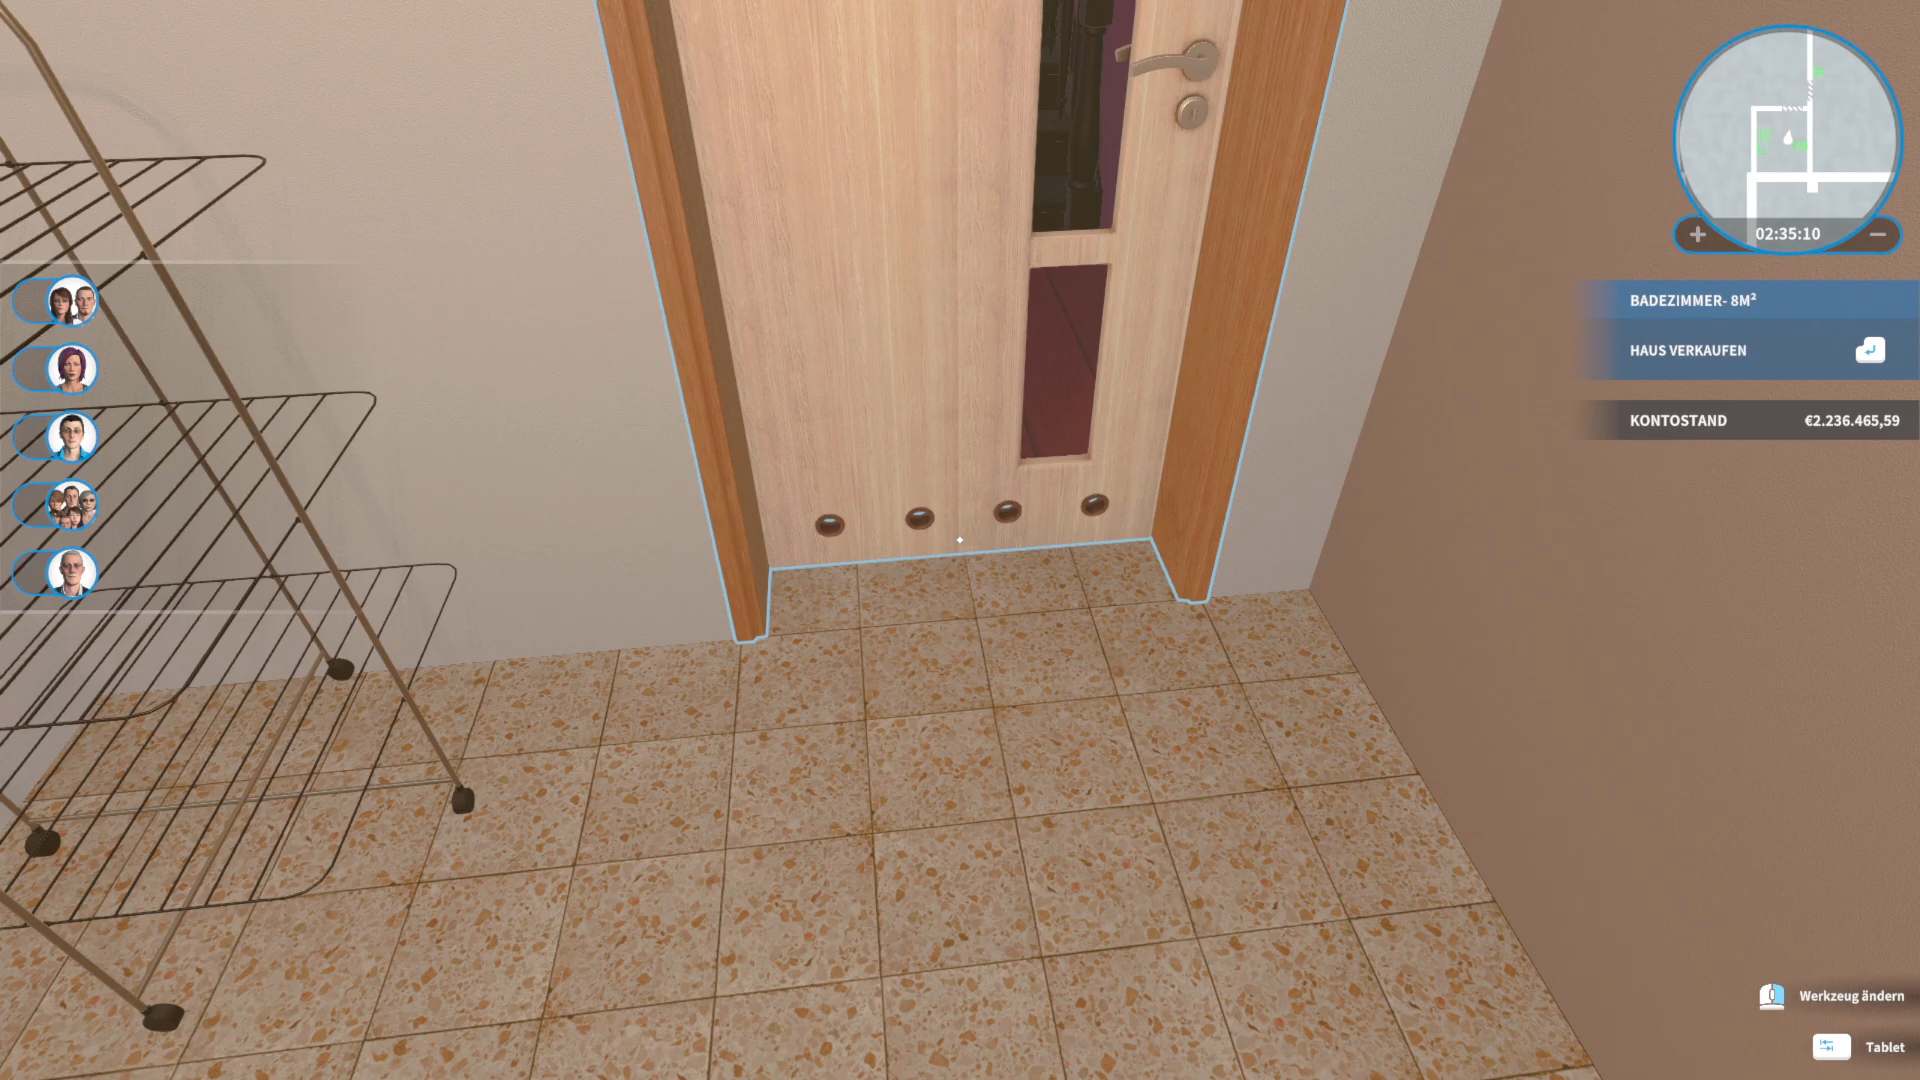 02:35:10
BADEZIMMER- 8M²
HAUS VERKAUFEN
KONTOSTAND €2.236.465,59
Werkzeug ändern
Tablet